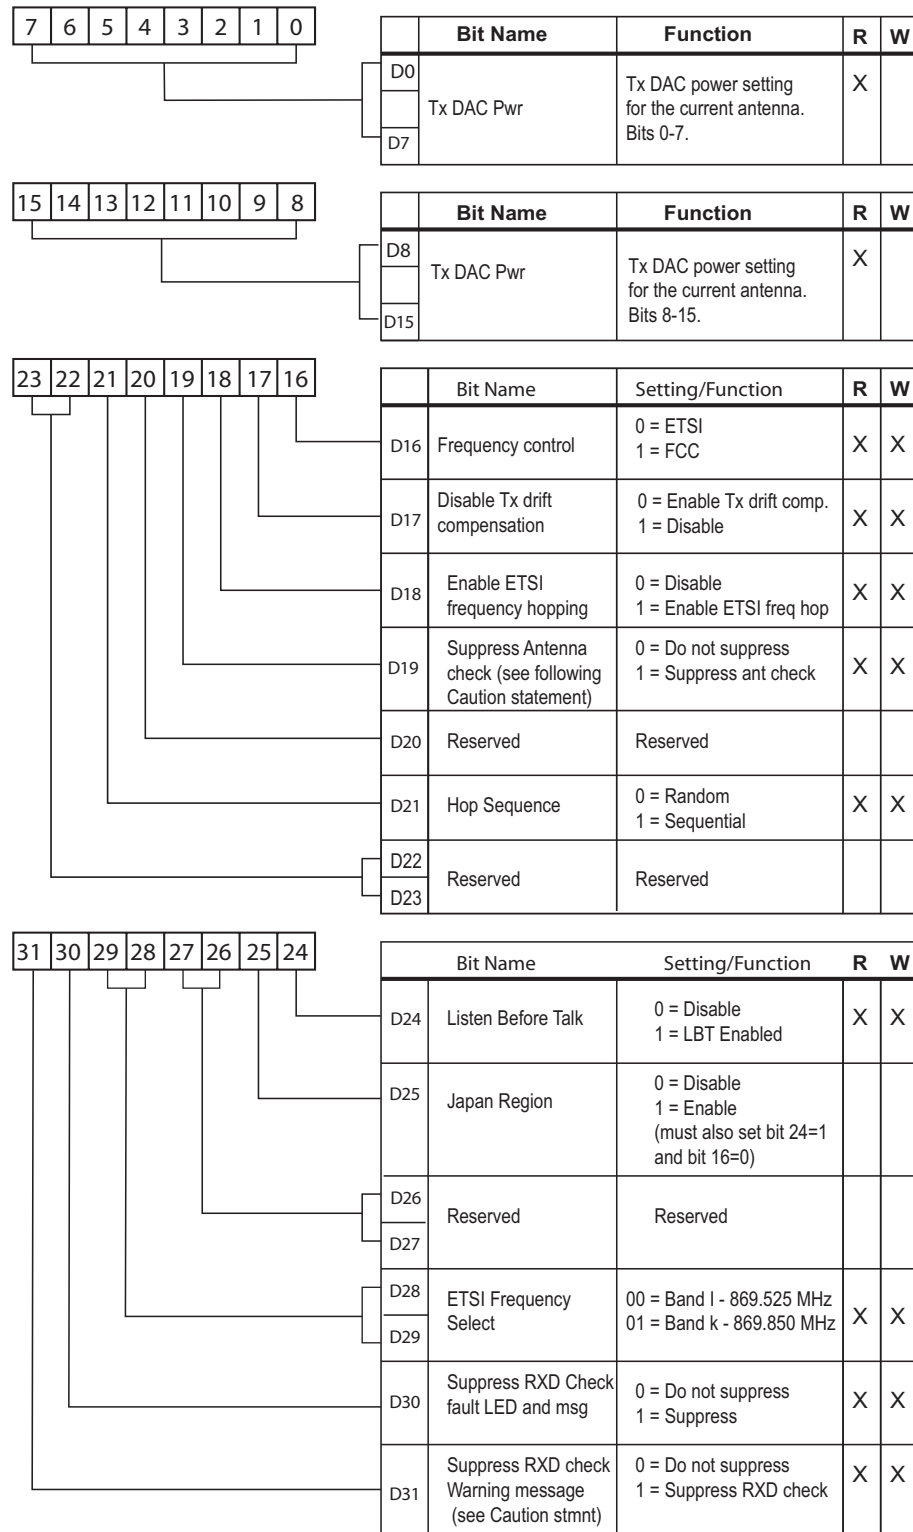 7 6 5 4 3 2 1 0
Bit Name Function R W
D0
Tx DAC Pwr
Tx DAC power setting
for the current antenna.
Bits 0-7.
X
D7
15 14 13 12 11 10 9 8
Bit Name Function R W
D8
Tx DAC Pwr
Tx DAC power setting
for the current antenna.
Bits 8-15.
X
D15
23 22 21 20 19 18 17 16
Bit Name Setting/Function R W
D16 Frequency control
0 = ETSI
1 = FCC
X X
D17
Disable Tx drift
compensation
0 = Enable Tx drift comp.
1 = Disable
X X
D18
Enable ETSI
frequency hopping
0 = Disable
1 = Enable ETSI freq hop
X X
D19
Suppress Antenna
check (see following
Caution statement)
0 = Do not suppress
1 = Suppress ant check
X X
D20 Reserved Reserved
D21 Hop Sequence
0 = Random
1 = Sequential
X X
D22
Reserved Reserved
D23
31 30 29 28 27 26 25 24
Bit Name Setting/Function R W
D24 Listen Before Talk
0 = Disable
1 = LBT Enabled
X X
D25 Japan Region
0 = Disable
1 = Enable
(must also set bit 24=1
and bit 16=0)
D26
Reserved Reserved
D27
D28
ETSI Frequency
Select
00 = Band l - 869.525 MHz
01 = Band k - 869.850 MHz
X X
D29
D30
Suppress RXD Check
fault LED and msg
0 = Do not suppress
1 = Suppress
X X
D31
Suppress RXD check
Warning message
(see Caution stmnt)
0 = Do not suppress
1 = Suppress RXD check
X X